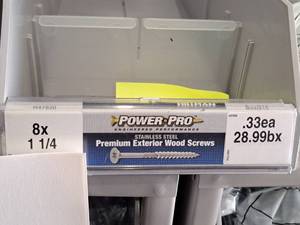 8x
1 1/4
POWER-PRO
ENGINEERED PERFORMANCE
STAINLESS STEEL
Premium Exterior Wood Screws
.33ea
28.99bx